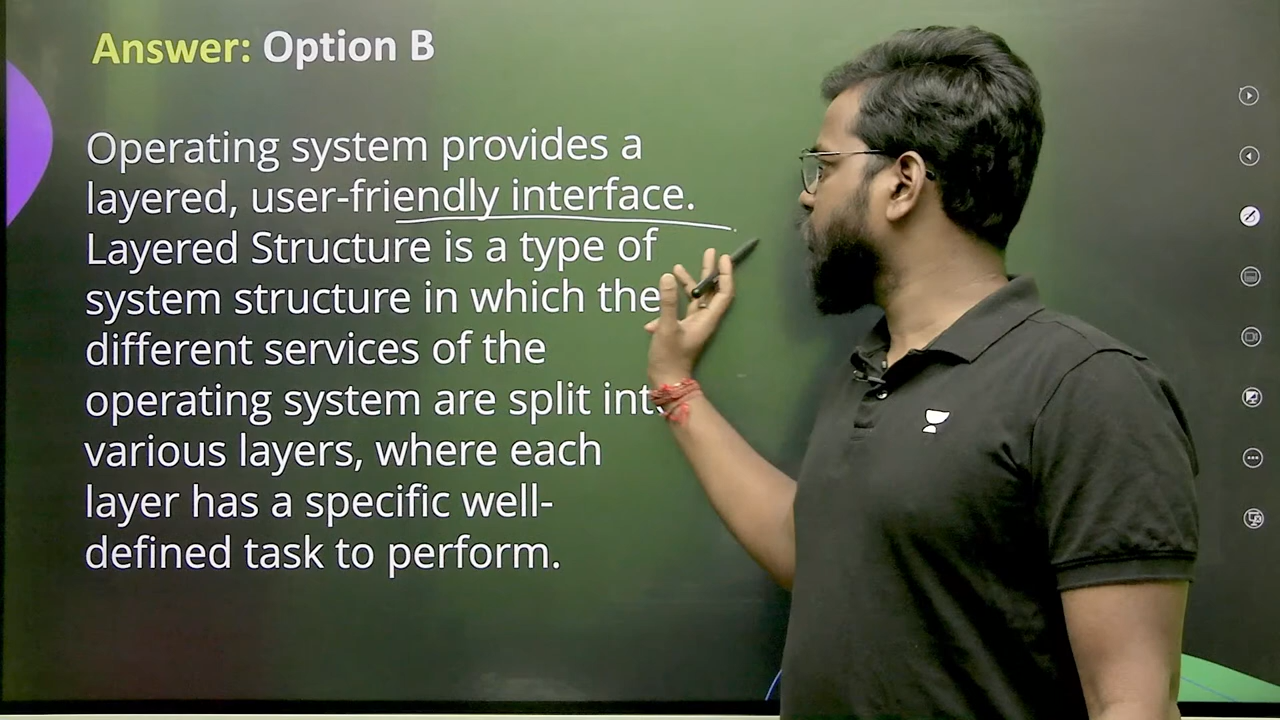 Answer: Option B
Operating system provides a
layered, user-friendly interface.
Layered Structure is a type of
system structure in which the
different services of the
operating system are split into
various layers, where each
layer has a specific well-
defined task to perform.